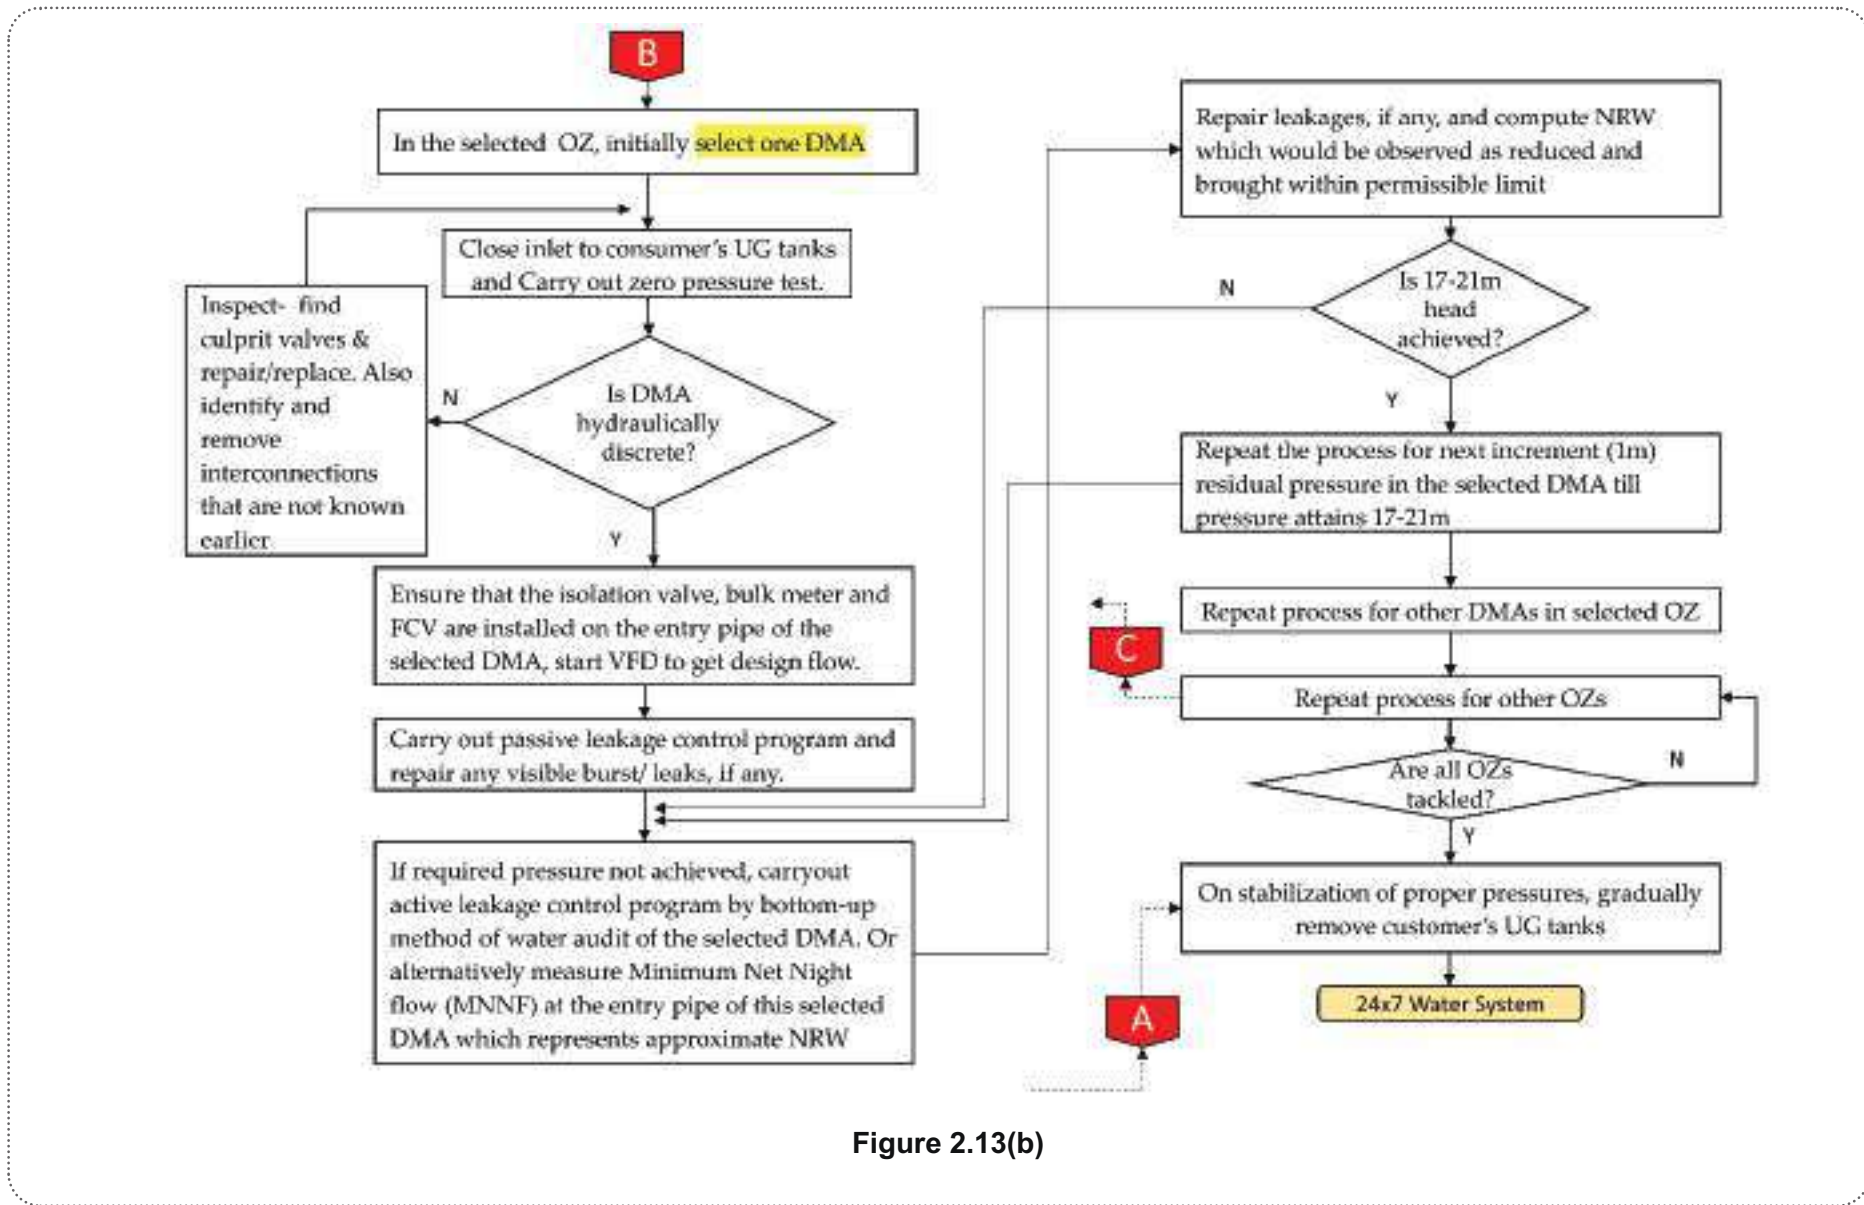 B
In the selected OZ, initially select one DMA
Close inlet to consumer's UG tanks
and Carry out zero pressure test.
Inspect- find
culprit valves &
repair/replace. Also
identify and
remove
interconnections
that are not known
earlier
N
Is DMA
hydraulically
discrete?
Y
Ensure that the isolation valve, bulk meter and
FCV are installed on the entry pipe of the
selected DMA, start VFD to get design flow.
Carry out passive leakage control program and
repair any visible burst/ leaks, if any.
If required pressure not achieved, carryout
active leakage control program by bottom-up
method of water audit of the selected DMA. Or
alternatively measure Minimum Net Night
flow (MNNF) at the entry pipe of this selected
DMA which represents approximate NRW
Repair leakages, if any, and compute NRW
which would be observed as reduced and
brought within permissible limit
N
Is 17-21m
head
achieved?
Y
Repeat the process for next increment (1m)
residual pressure in the selected DMA till
pressure attains 17-21m
Repeat process for other DMAs in selected OZ
C
Repeat process for other OZs
Are all OZs
tackled?
N
Y
On stabilization of proper pressures, gradually
remove customer's UG tanks
A
24x7 Water System
Figure 2.13(b)